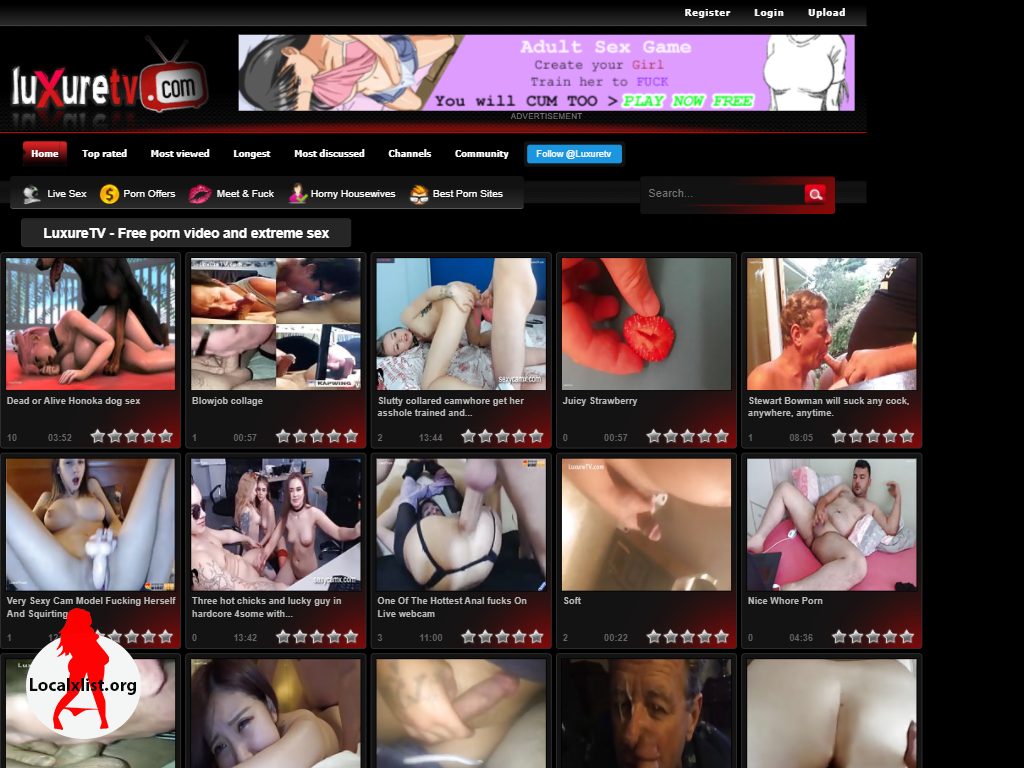 Register Login Upload
luxuretv.com
Adult Sex Game
Create your Girl
Train her to FUCK
You will CUM TOO > PLAY NOW FREE
ADVERTISEMENT
Home Top rated Most viewed Longest Most discussed Channels Community Follow @Luxuretv
Live Sex Porn Offers Meet & Fuck Horny Housewives Best Porn Sites Search...
LuxureTV - Free porn video and extreme sex
RAPWING
sexycamx.com
Dead or Alive Honoka dog sex
Blowjob collage
Slutty collared camwhore get her
asshole trained and...
Juicy Strawberry
Stewart Bowman will suck any cock,
anywhere, anytime.
10 03:52
1 00:57
2 13:44
0 00:57
1 08:05
LuxureTV.com
sexycamx.com
Very Sexy Cam Model Fucking Herself
And Squirting
Three hot chicks and lucky guy in
hardcore 4some with...
One Of The Hottest Anal fucks On
Live webcam
Soft
Nice Whore Porn
1
0 13:42
3 11:00
2 00:22
0 04:36
Localxlist.org